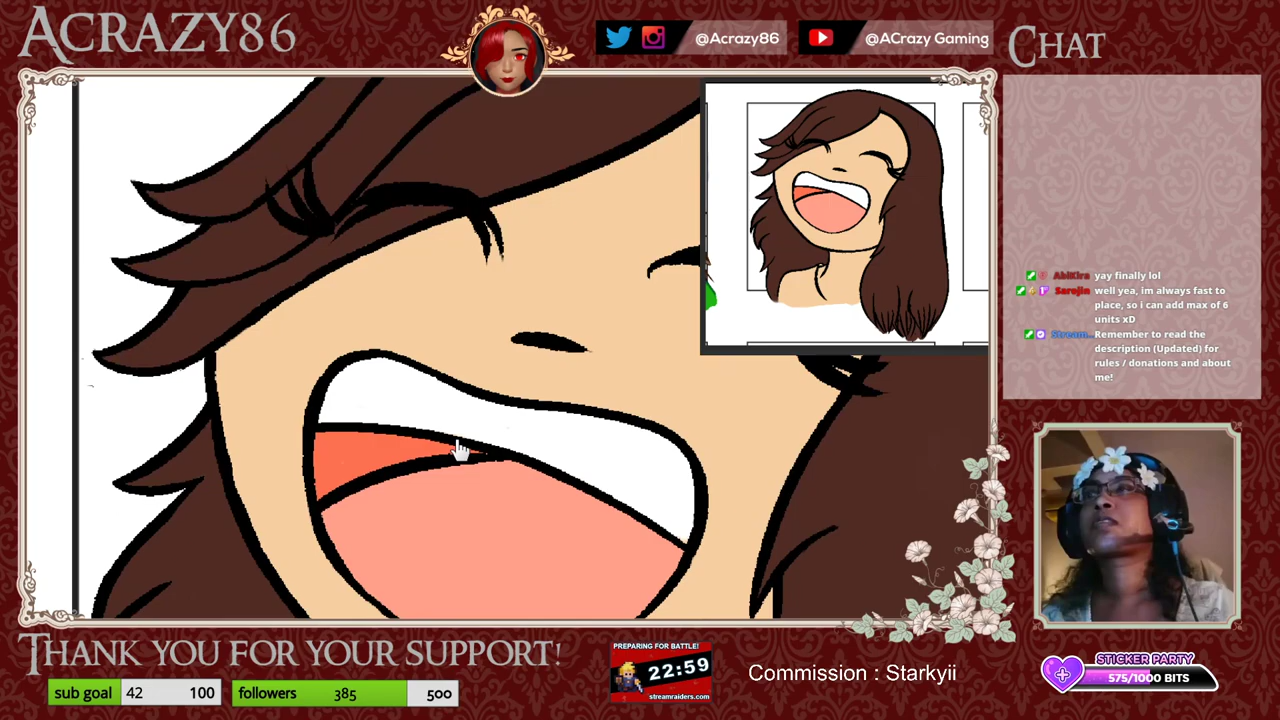 ACRAZY86
@Acrazy86
@ACrazy Gaming
CHAT
AbiKira yay finally lol
Sarojin well yea, im always fast to
place, so i can add max of 6
units xD
Stream... Remember to read the
description (Updated) for
rules / donations and about
me!
THANK YOU FOR YOUR SUPPORT!
sub goal 42 100
followers 385 500
PREPARING FOR BATTLE!
22:59
streamraiders.com
Commission : Starkyii
STICKER PARTY
575/1000 BITS